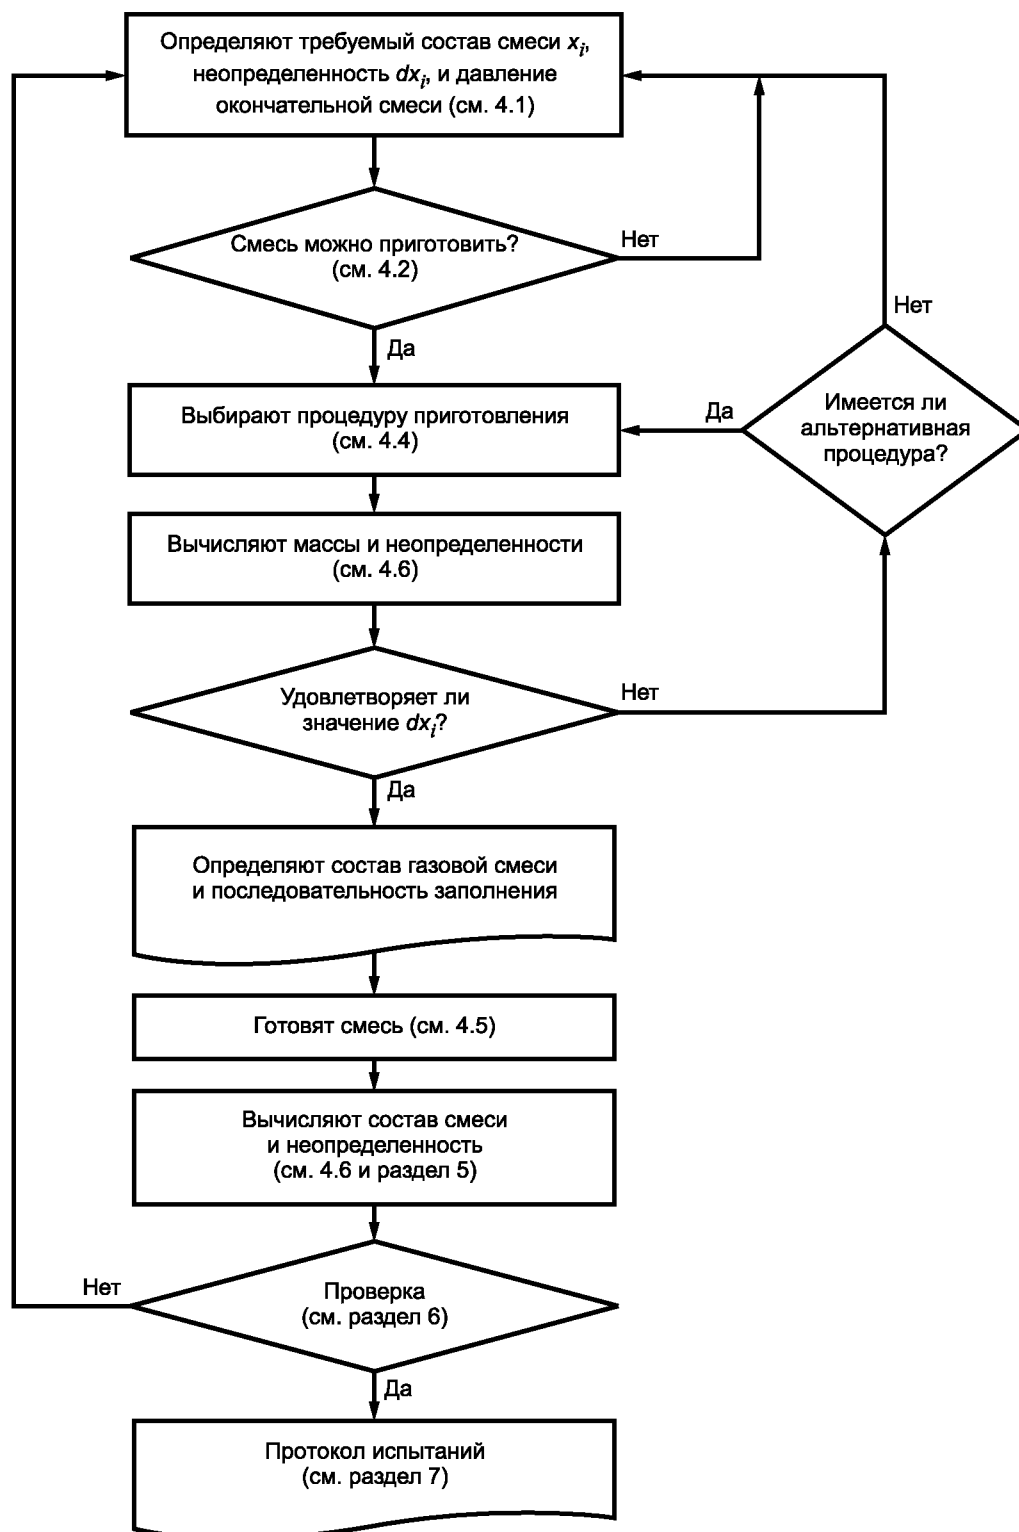 Определяют требуемый состав смеси xi,
неопределенность dxi, и давление
окончательной смеси (см. 4.1)
Смесь можно приготовить?
(см. 4.2)
Нет
Да
Нет
Выбирают процедуру приготовления
(см. 4.4)
Да
Имеется ли
альтернативная
процедура?
Вычисляют массы и неопределенности
(см. 4.6)
Удовлетворяет ли
значение dxi?
Нет
Да
Определяют состав газовой смеси
и последовательность заполнения
Готовят смесь (см. 4.5)
Вычисляют состав смеси
и неопределенность
(см. 4.6 и раздел 5)
Нет
Проверка
(см. раздел 6)
Да
Протокол испытаний
(см. раздел 7)